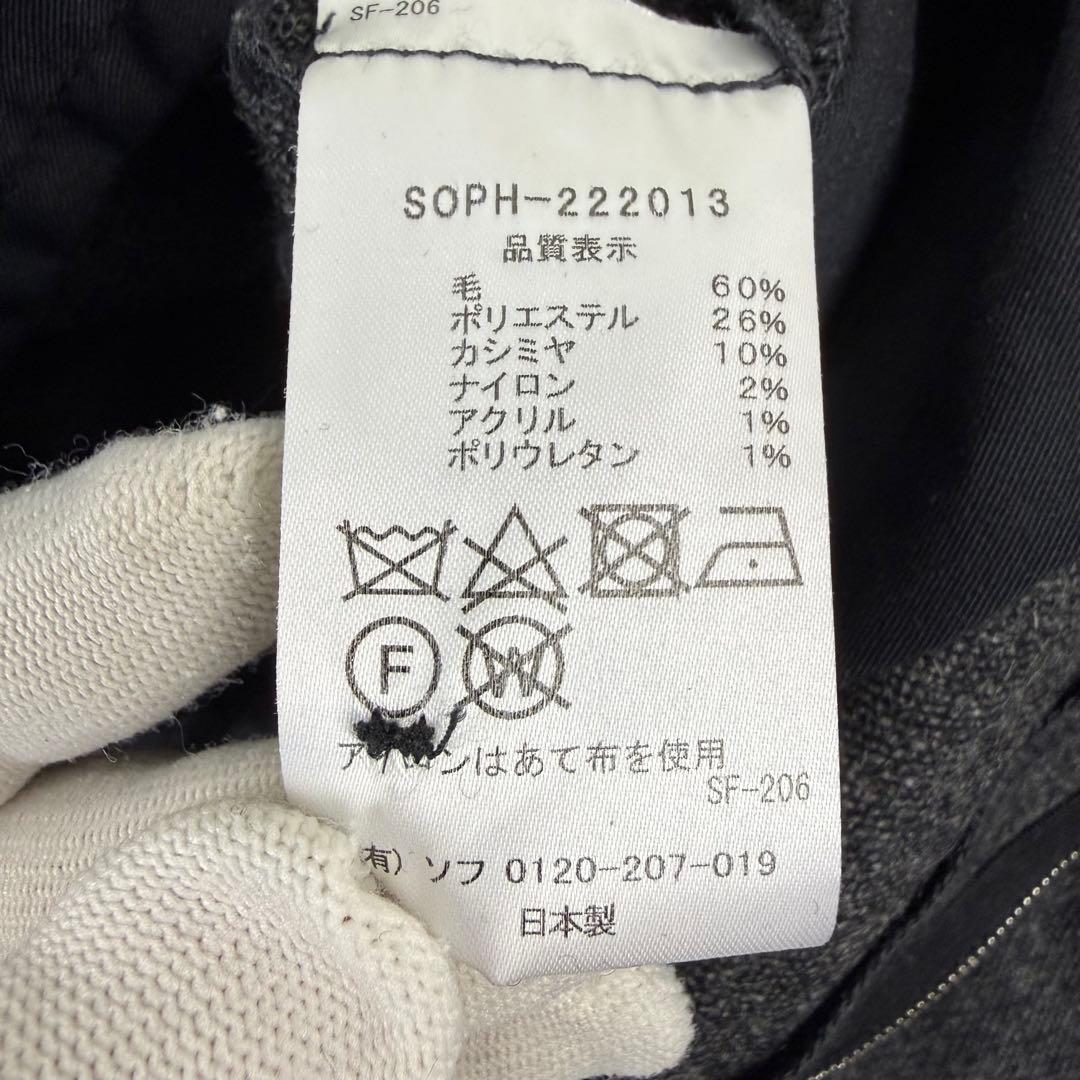 SF-206
SOPH-222013
品質表示
毛 60%
ポリエステル 26%
カシミヤ 10%
ナイロン 2%
アクリル 1%
ポリウレタン 1%
F W
アイロンはあて布を使用
SF-206
(有) ソフ 0120-207-019
日本製